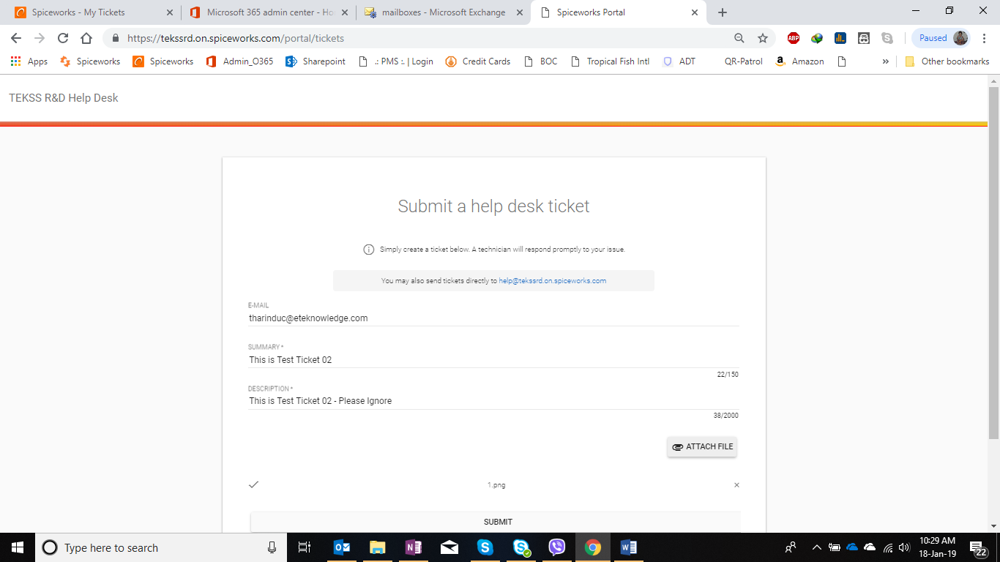 Spiceworks - My Tickets
Microsoft 365 admin center - Ho
mailboxes - Microsoft Exchange
Spiceworks Portal
https://tekssrd.on.spiceworks.com/portal/tickets
ABP
Paused
Apps
Spiceworks
Spiceworks
Admin_O365
Sharepoint
.: PMS :. | Login
Credit Cards
BOC
Tropical Fish Intl
ADT
QR-Patrol
Amazon
»
Other bookmarks
TEKSS R&D Help Desk
Submit a help desk ticket
Simply create a ticket below. A technician will respond promptly to your issue.
You may also send tickets directly to help@tekssrd.on.spiceworks.com
E-MAIL
tharinduc@eteknowledge.com
SUMMARY *
This is Test Ticket 02
22/150
DESCRIPTION *
This is Test Ticket 02 - Please Ignore
38/2000
ATTACH FILE
1.png
SUBMIT
Type here to search
10:29 AM
18-Jan-19
22